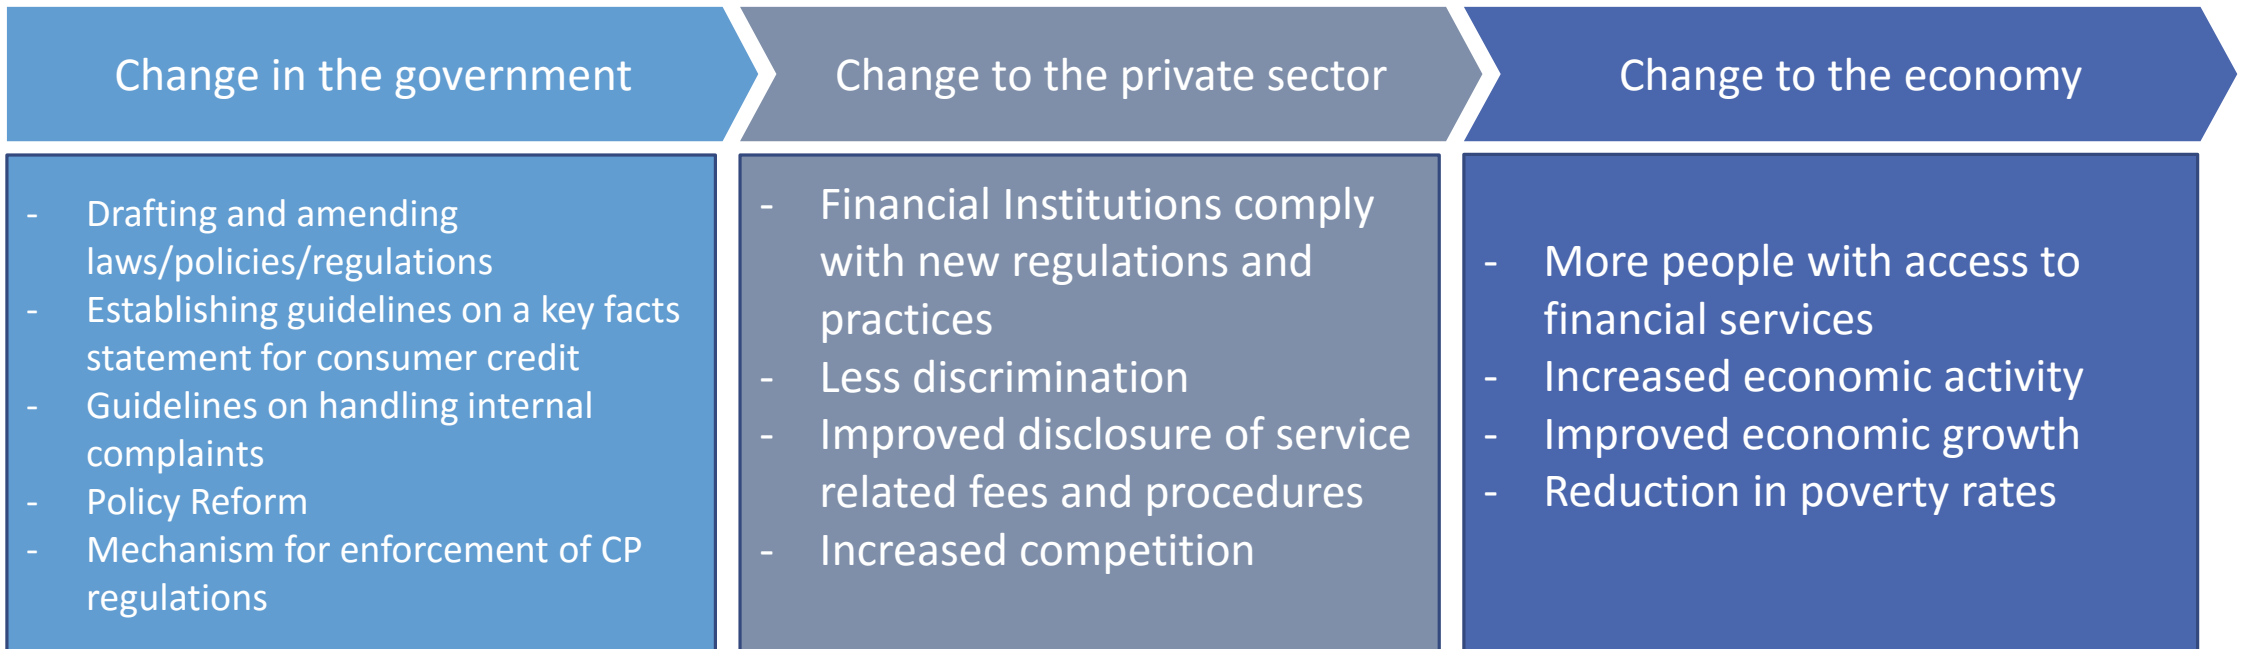 Change in the government
- Drafting and amending
laws/policies/regulations
- Establishing guidelines on a key facts
statement for consumer credit
- Guidelines on handling internal
complaints
- Policy Reform
- Mechanism for enforcement of CP
regulations
Change to the private sector
- Financial Institutions comply
with new regulations and
practices
- Less discrimination
- Improved disclosure of service
related fees and procedures
- Increased competition
Change to the economy
- More people with access to
financial services
- Increased economic activity
- Improved economic growth
- Reduction in poverty rates